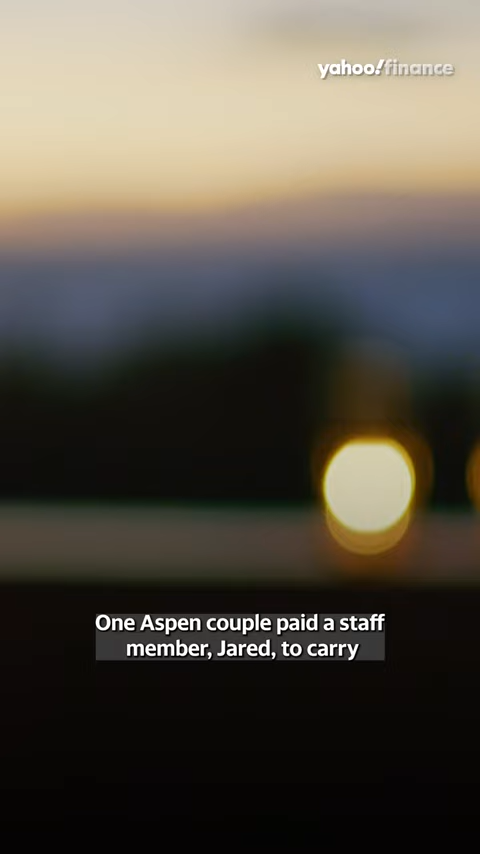 yahoo!finance
One Aspen couple paid a staff
member, Jared, to carry